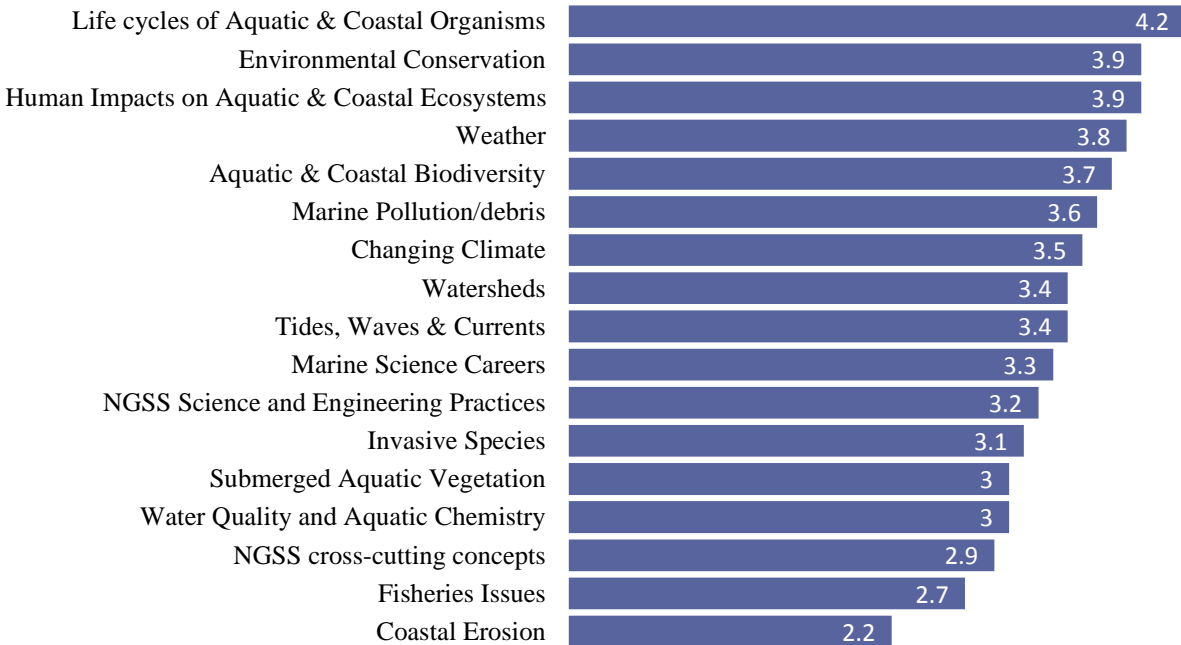 Life cycles of Aquatic & Coastal Organisms 4.2
Environmental Conservation 3.9
Human Impacts on Aquatic & Coastal Ecosystems 3.9
Weather 3.8
Aquatic & Coastal Biodiversity 3.7
Marine Pollution/debris 3.6
Changing Climate 3.5
Watersheds 3.4
Tides, Waves & Currents 3.4
Marine Science Careers 3.3
NGSS Science and Engineering Practices 3.2
Invasive Species 3.1
Submerged Aquatic Vegetation 3
Water Quality and Aquatic Chemistry 3
NGSS cross-cutting concepts 2.9
Fisheries Issues 2.7
Coastal Erosion 2.2